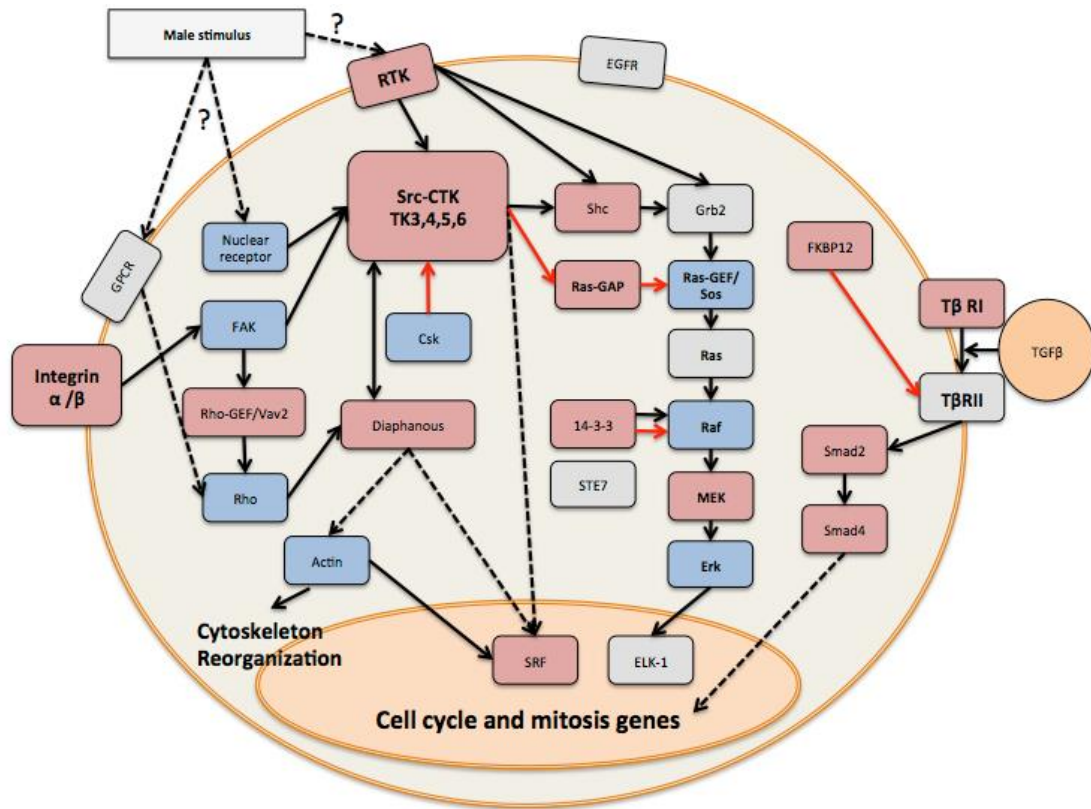 Male stimulus
?
?
RTK
EGFR
Src-CTK
TK3,4,5,6
Shc
Grb2
Nuclear
receptor
GPCR
FKBP12
Ras-GAP
Ras-GEF/
Sos
Tβ RI
TGFβ
FAK
Csk
Ras
TβRII
Integrin
α /β
Rho-GEF/Vav2
Diaphanous
14-3-3
Raf
Smad2
STE7
MEK
Rho
Smad4
Actin
Erk
Cytoskeleton
Reorganization
SRF
ELK-1
Cell cycle and mitosis genes